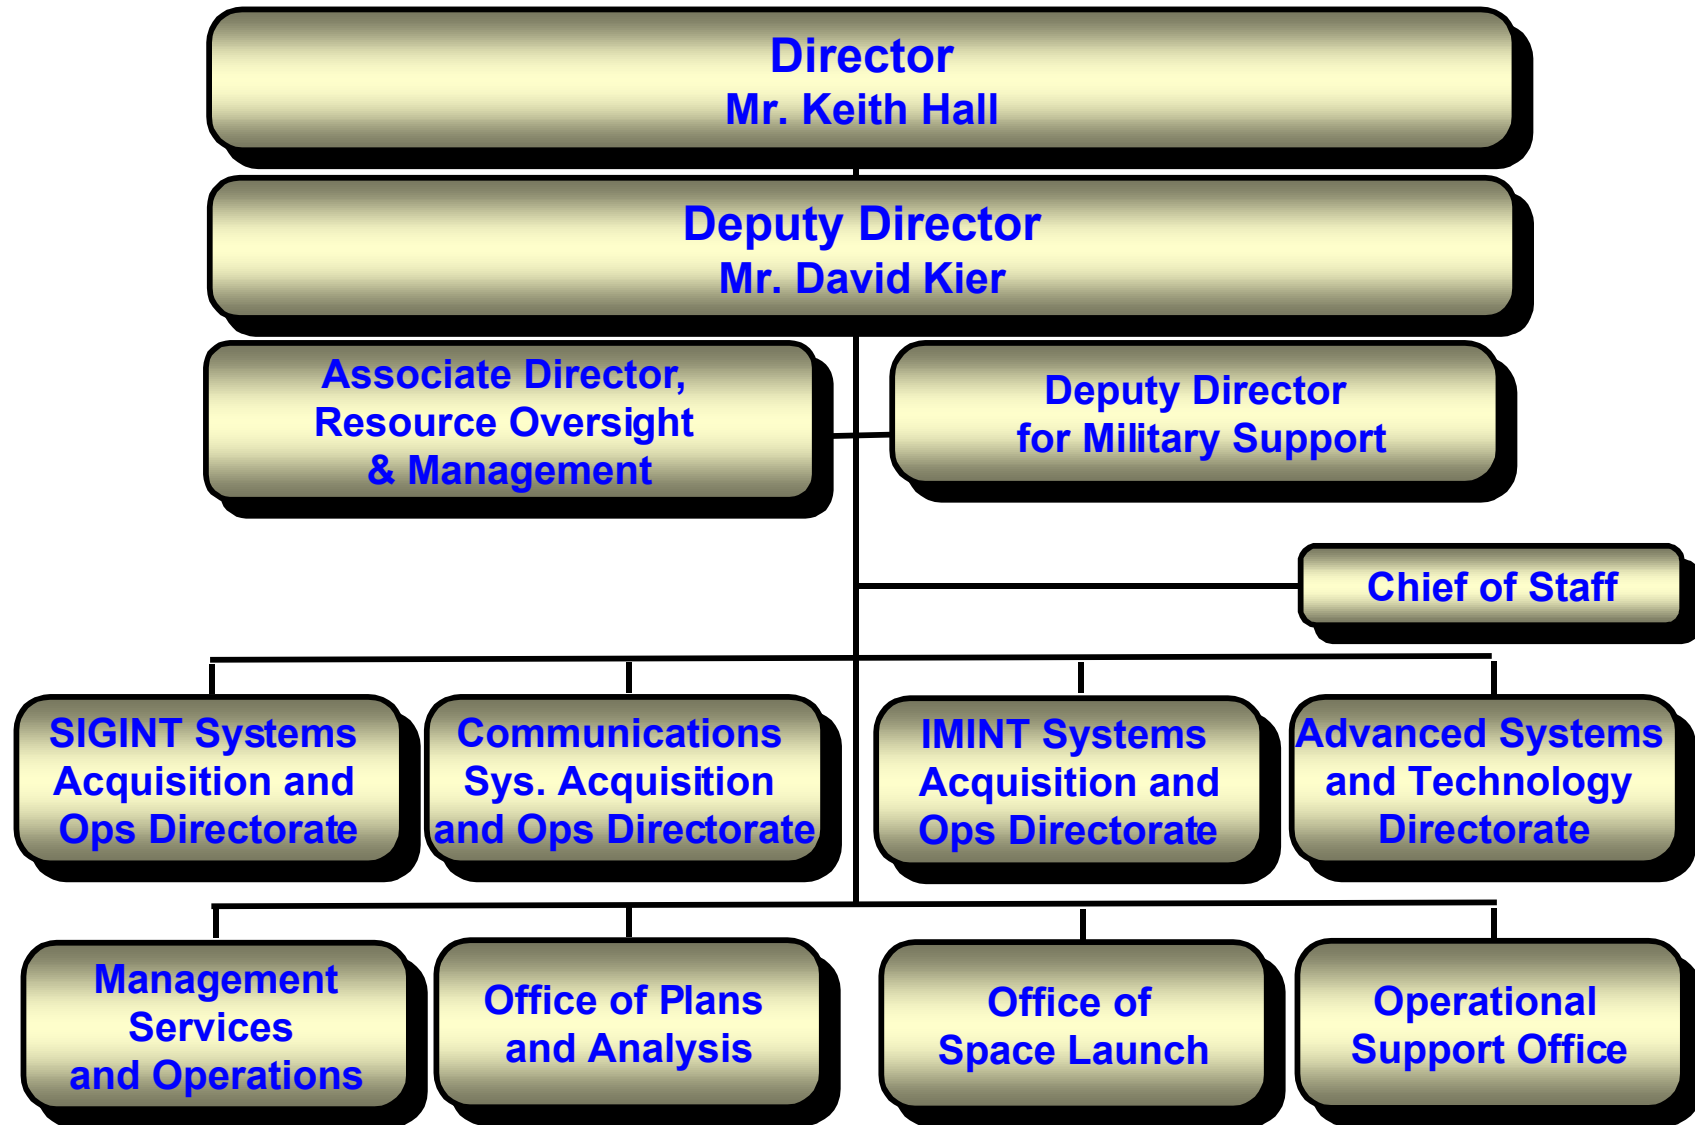 Director
Mr. Keith Hall
Deputy Director
Mr. David Kier
Associate Director,
Resource Oversight
& Management
Deputy Director
for Military Support
Chief of Staff
SIGINT Systems
Acquisition and
Ops Directorate
Communications
Sys. Acquisition
and Ops Directorate
IMINT Systems
Acquisition and
Ops Directorate
Advanced Systems
and Technology
Directorate
Management
Services
and Operations
Office of Plans
and Analysis
Office of
Space Launch
Operational
Support Office